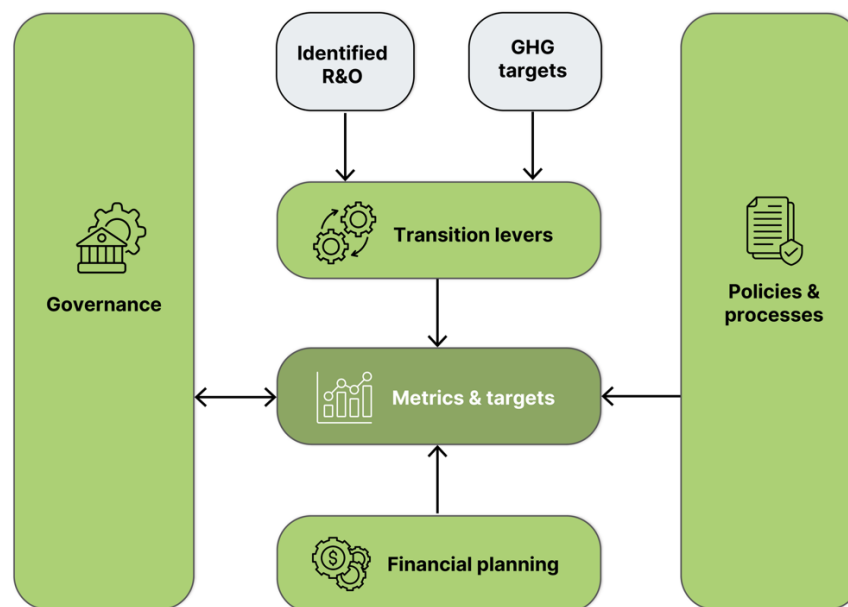 Identified
R&O
GHG
targets
Transition levers
Governance
Policies &
processes
Metrics & targets
Financial planning
$